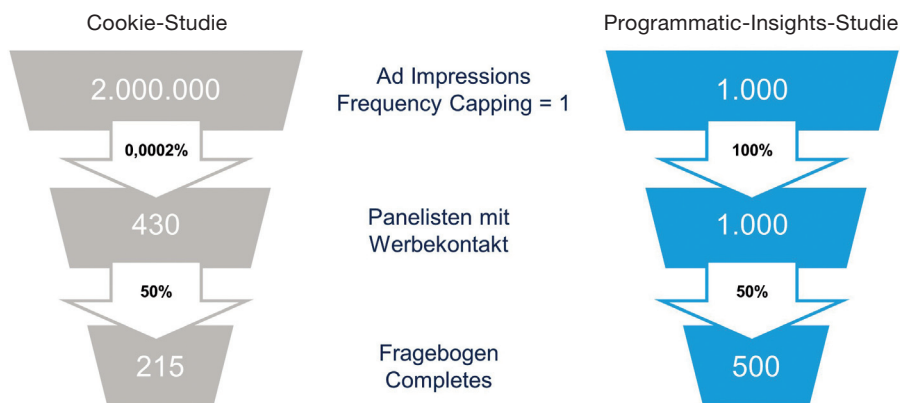 Cookie-Studie
Programmatic-Insights-Studie
2.000.000
Ad Impressions
Frequency Capping = 1
1.000
0,0002%
100%
430
Panelisten mit
Werbekontakt
1.000
50%
50%
215
Fragebogen
Completes
500